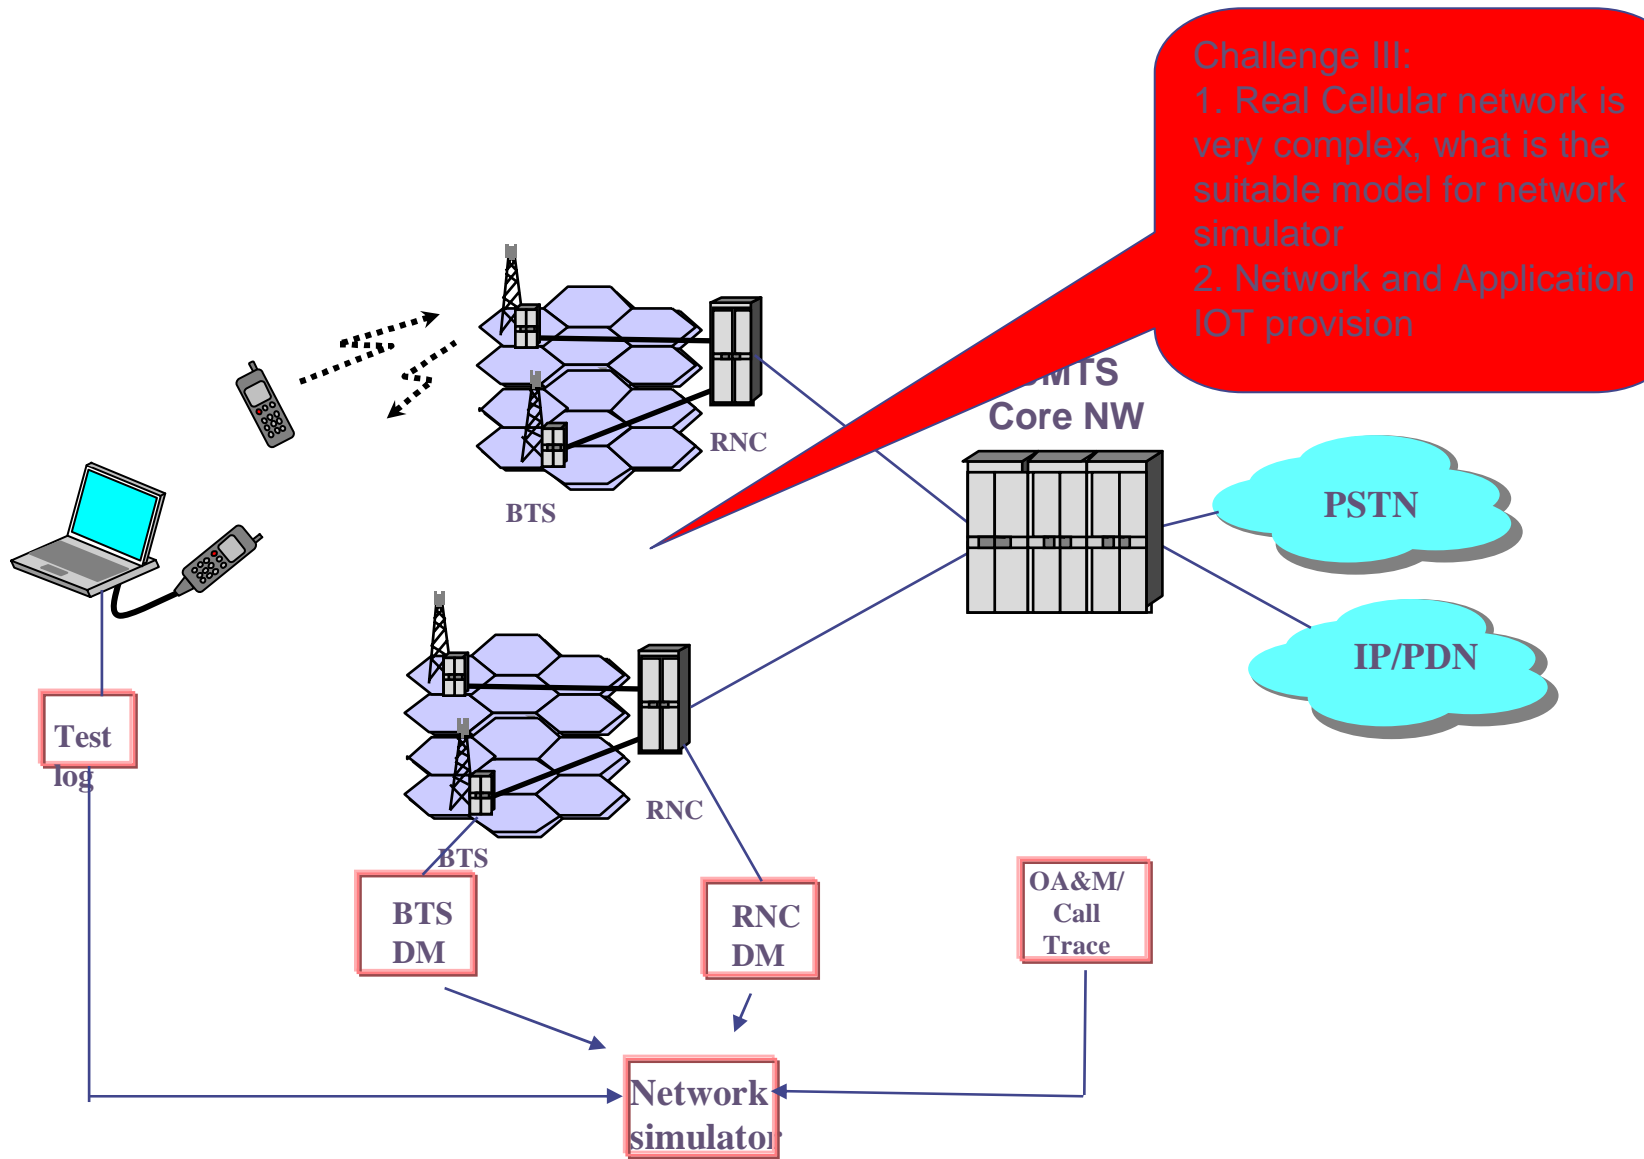 Challenge III:
1. Real Cellular network is
very complex, what is the
suitable model for network
simulator
2. Network and Application
IOT provision
UMTS
Core NW
RNC
BTS
PSTN
IP/PDN
Test
log
RNC
BTS
BTS
DM
RNC
DM
OA&M/
Call
Trace
Network
simulator